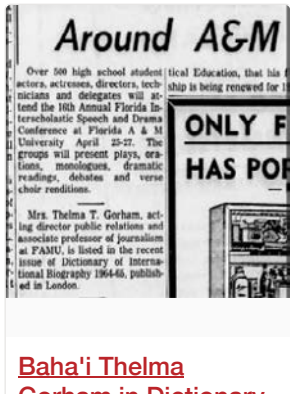 Around A&M
Over 500 high school student
actors, actresses, directors, tech-
nicians and delegates will at-
tend the 16th Annual Florida In-
terscholastic Speech and Drama
Conference at Florida A & M
University April 25-27. The
groups will present plays, ora-
tions, monologues, dramatic
readings, debates and verse
choir renditions.
Mrs. Thelma T. Gorham, act-
ing director public relations and
associate professor of journalism
at FAMU, is listed in the recent
issue of Dictionary of Interna-
tional Biography 1964-65, publish-
ed in London.
tical Education, that his
ship is being renewed for
ONLY F
HAS
Baha'i Thelma
Gorham in Dictionary